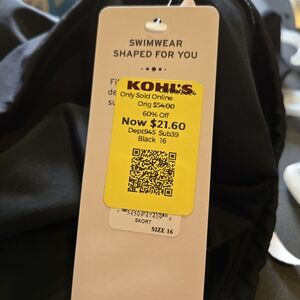 SWIMWEAR
SHAPED FOR YOU
KOHL'S
Only Sold Online
Orig $54.00
60% Off
Now $21.60
Dept945 Sub39
Black 16
SKORT
SIZE 16